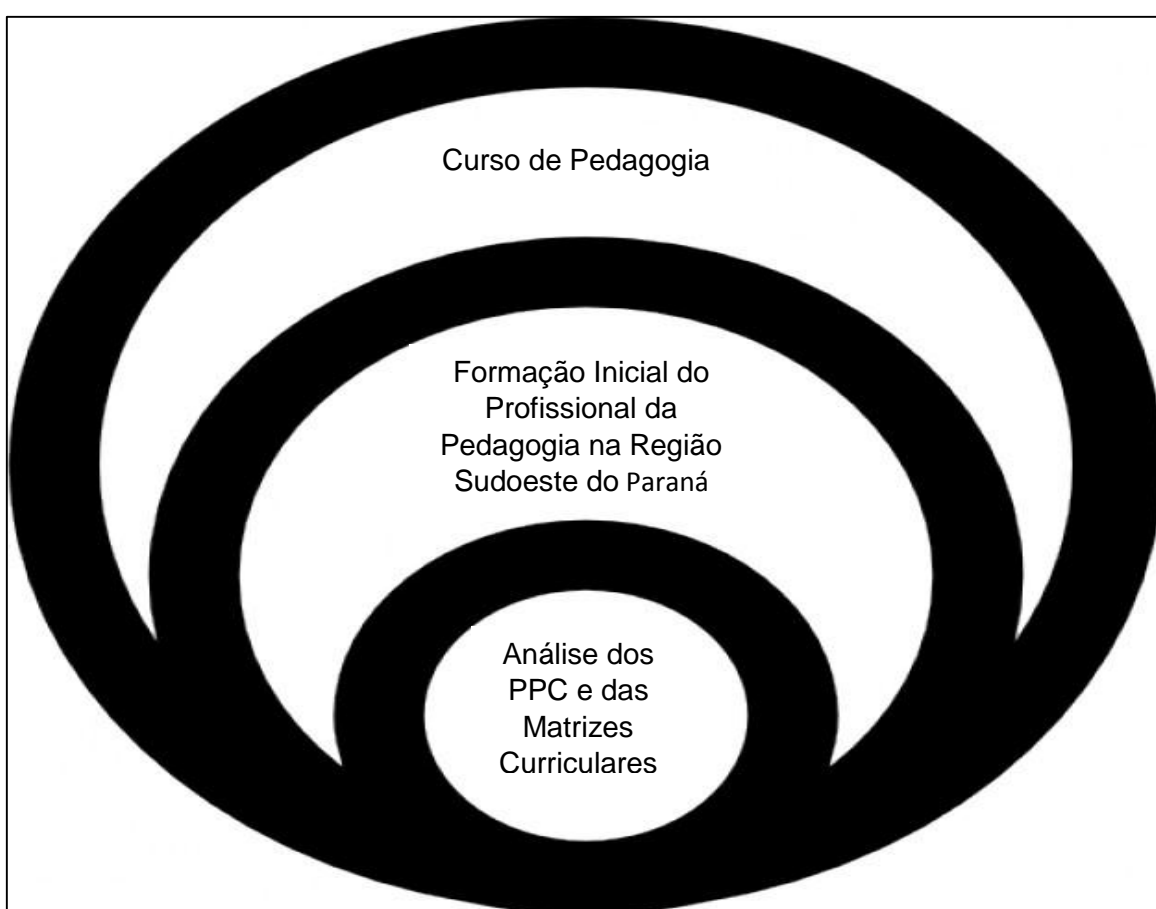 Curso de Pedagogia
Formação Inicial do
Profissional da
Pedagogia na Região
Sudoeste do Paraná
Análise dos
PPC e das
Matrizes
Curriculares